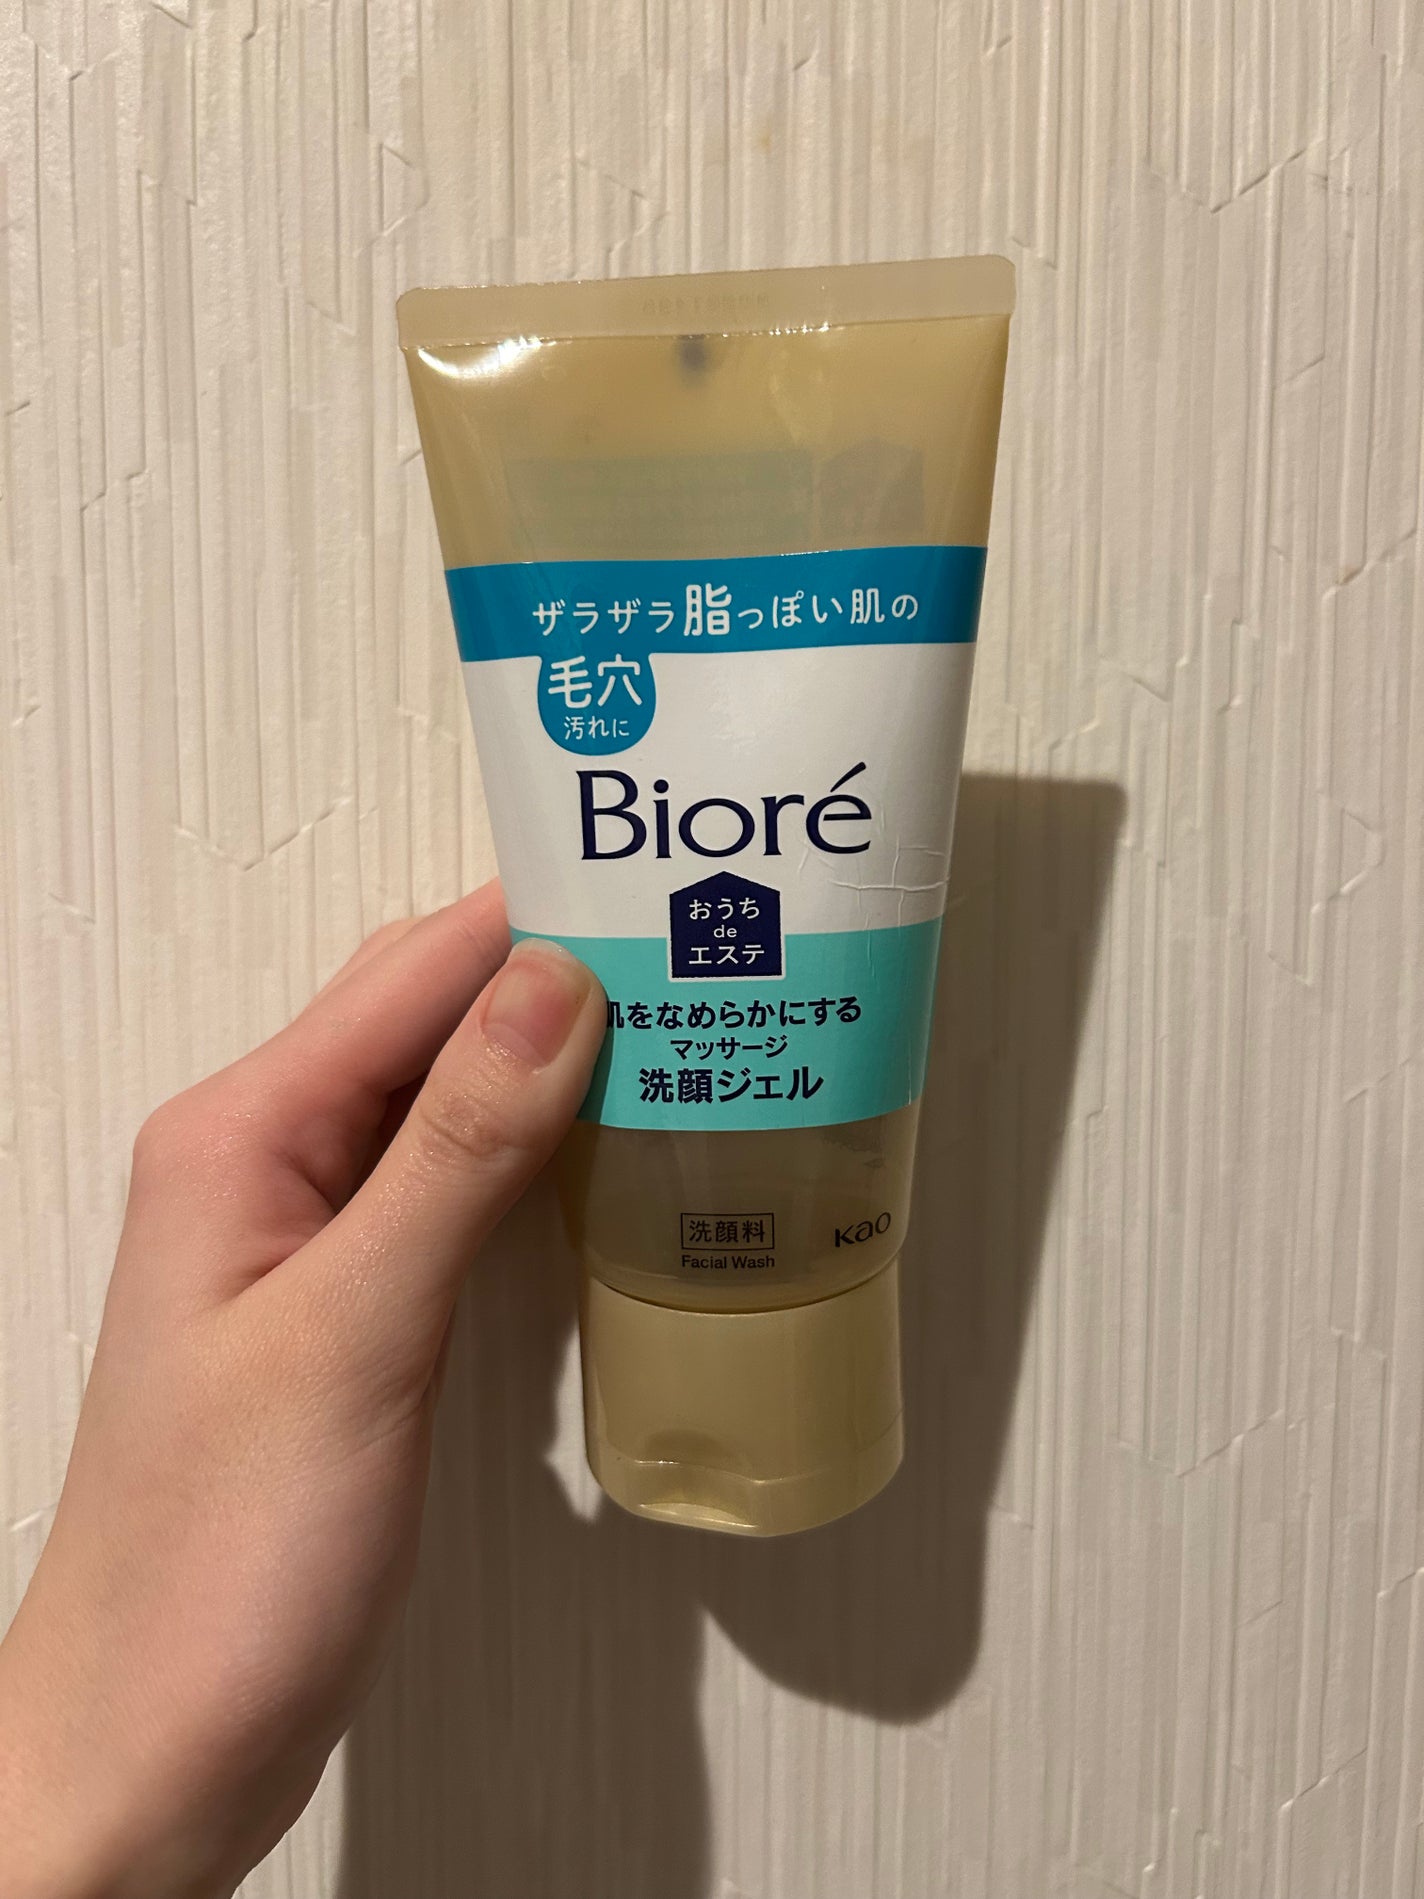 ザラザラ脂っぽい肌の
毛穴
汚れに
Bioré
おうち
de
エステ
肌をなめらかにする
マッサージ
洗顔ジェル
洗顔料
Facial Wash
Kao